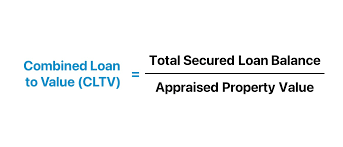 Combined Loan
to Value (CLTV)
=
Total Secured Loan Balance
Appraised Property Value